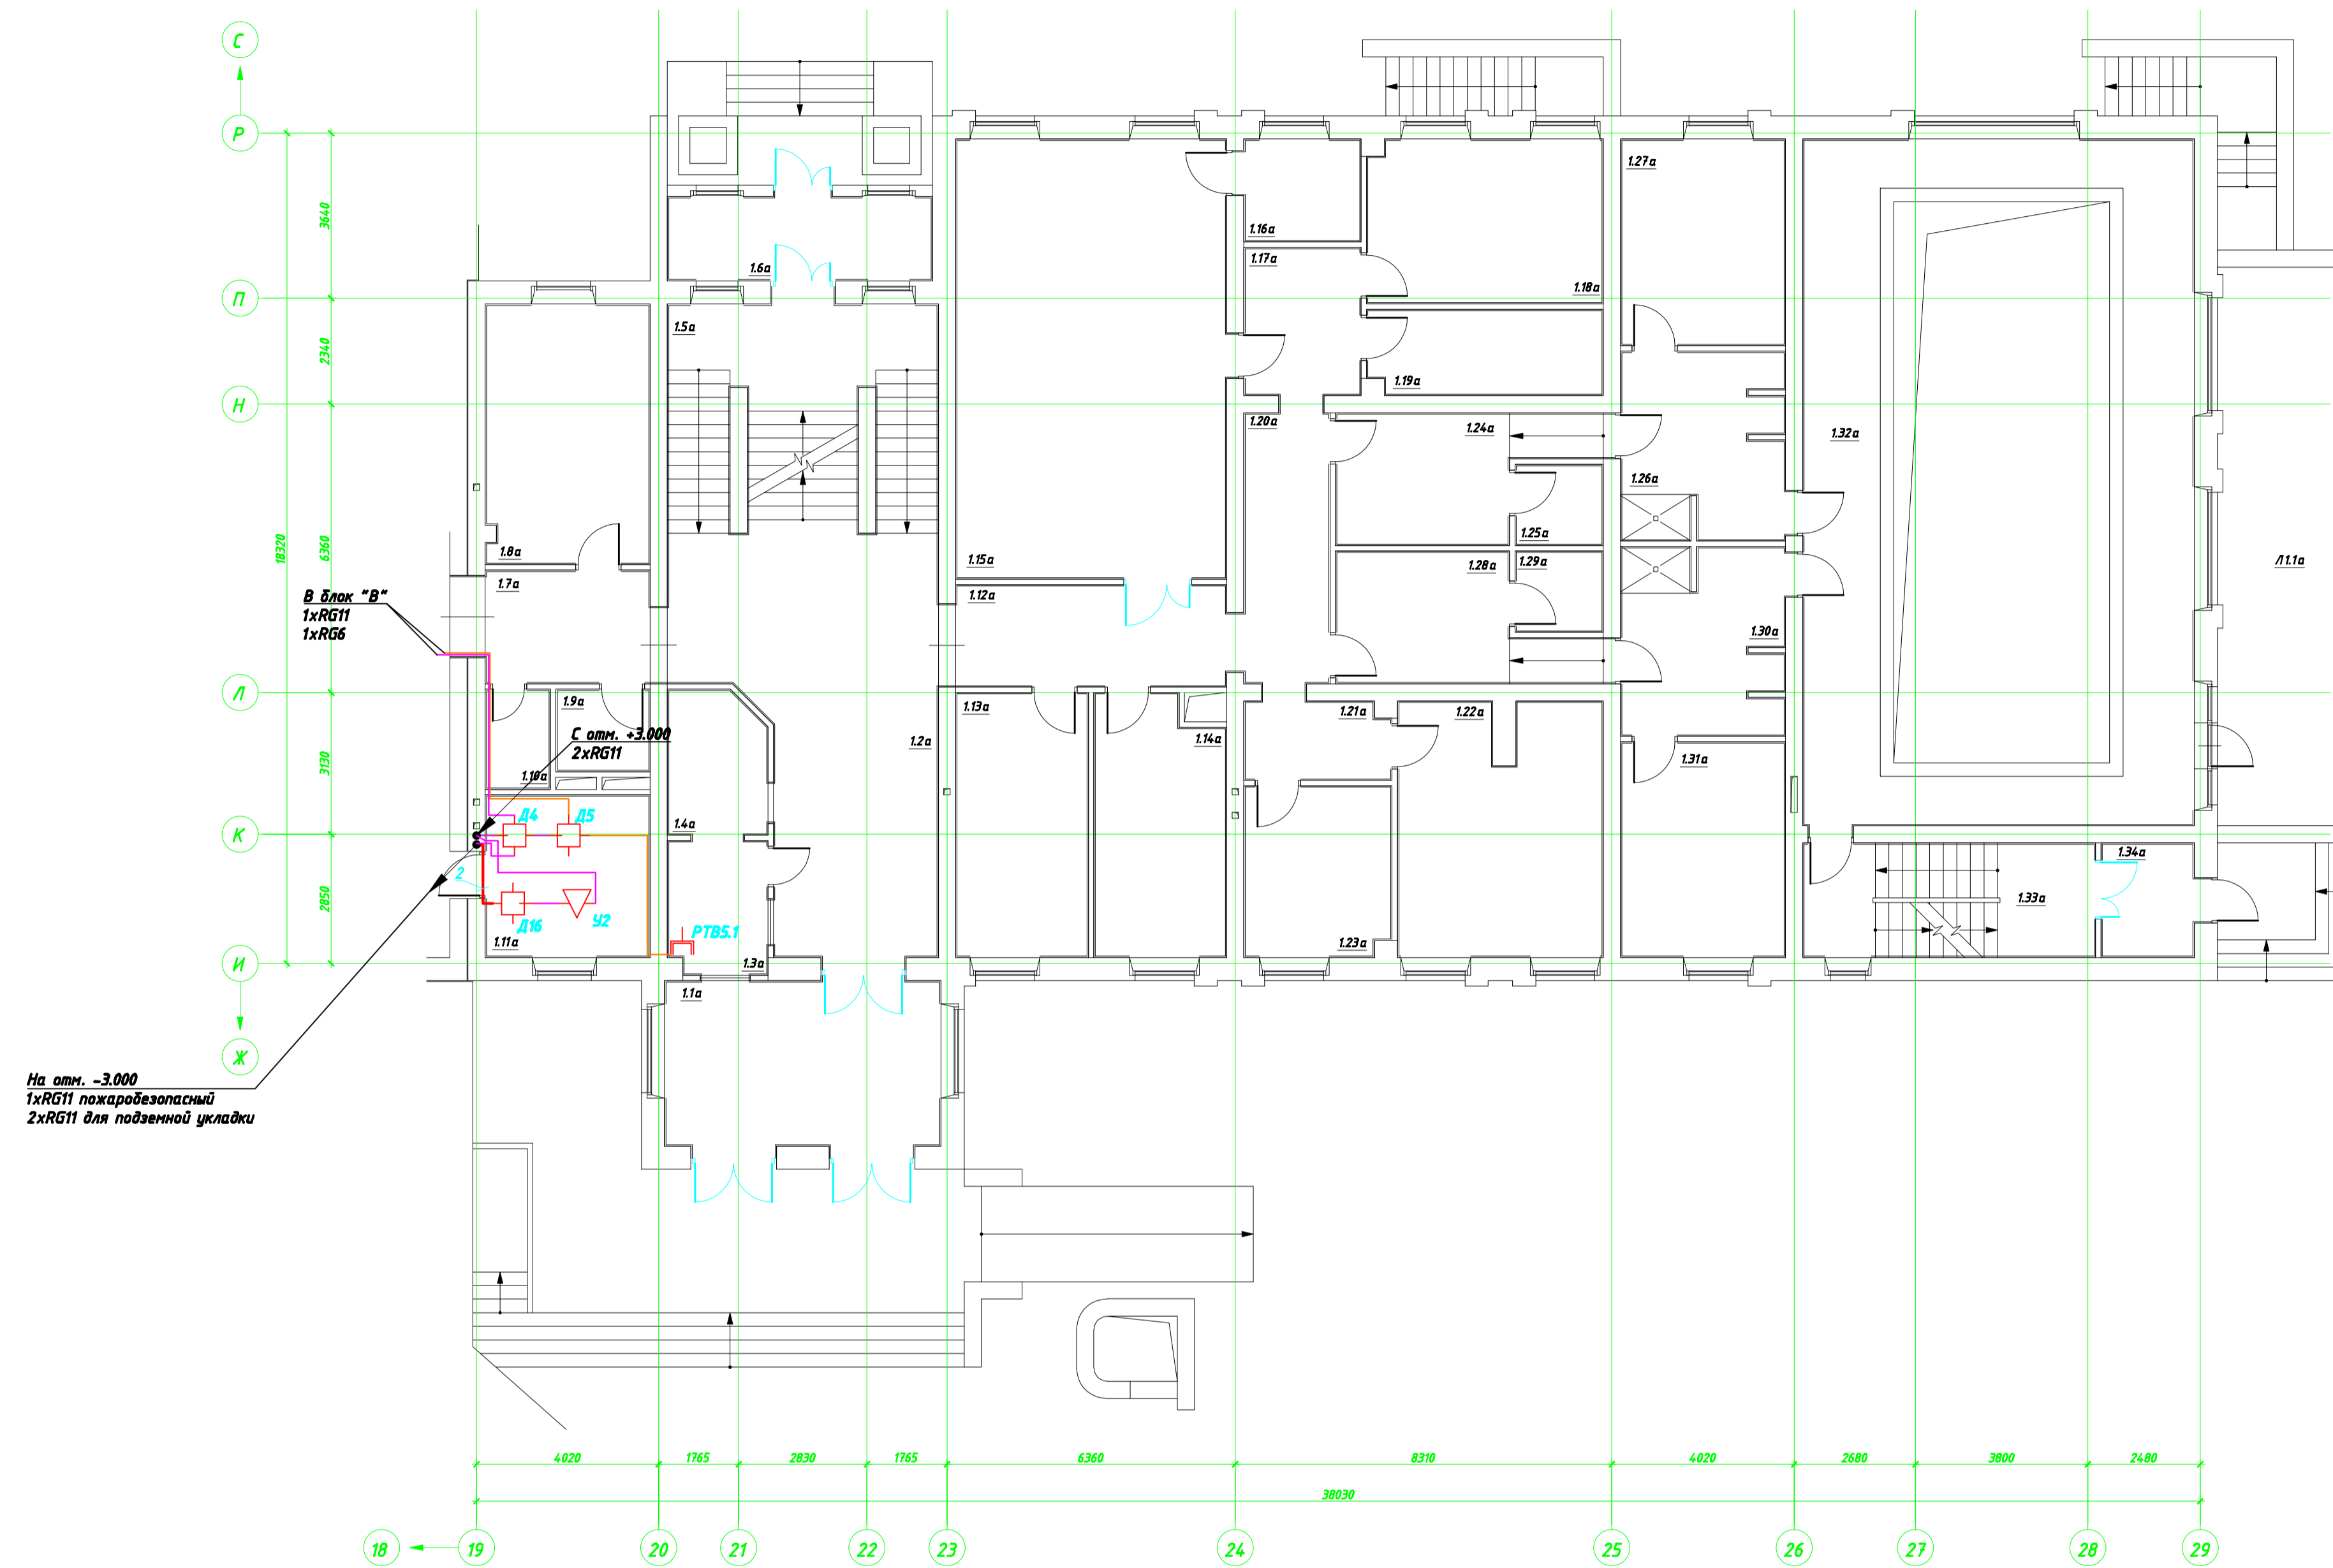 С
Р
3640
1.27а
1.16а
1.6а
1.17а
П
1.18а
1.5а
2340
1.19а
Н
1.20а
1.24а
1.32а
1.26а
18320
6360
1.8а
1.15а
1.25а
1.29а
Л1.1а
1.7а
1.12а
1.28а
В блок "В"
1xRG11
1xRG6
1.30а
Л
1.9а
1.13а
1.21а
1.22а
С отм. +3.000
2xRG11
1.2а
1.14а
3130
1.10а
1.31а
Д4
Д5
1.4а
К
1.34а
2
2850
1.33а
Д16
У2
РТВ5.1
1.11а
1.23а
И
1.3а
1.1а
Ж
На отм. -3.000
1xRG11 пожаробезопасный
2xRG11 для подземной укладки
4020
1765
2830
1765
6360
8310
4020
2680
3800
2480
38030
18
19
20
21
22
23
24
25
26
27
28
29